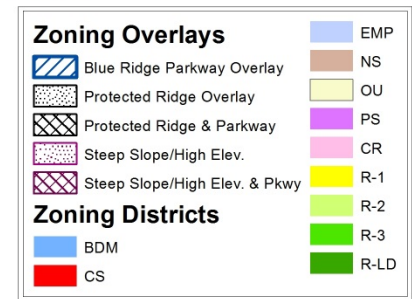 Zoning Overlays
Blue Ridge Parkway Overlay
Protected Ridge Overlay
Protected Ridge & Parkway
Steep Slope/High Elev.
Steep Slope/High Elev. & Pkwy
Zoning Districts
BDM
CS
EMP
NS
OU
PS
CR
R-1
R-2
R-3
R-LD